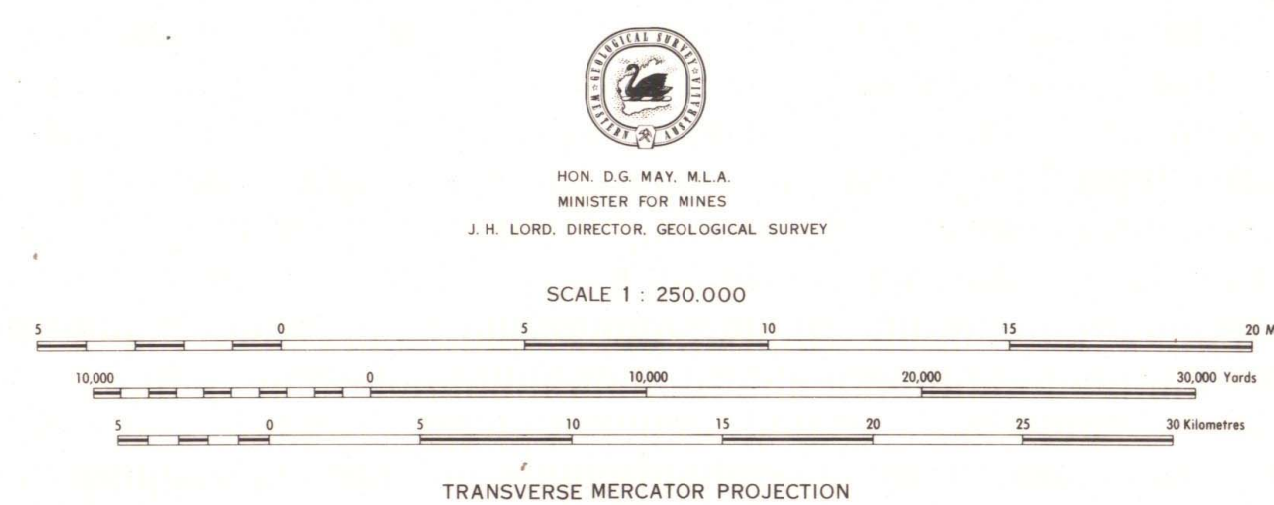 GEOLOGICAL SURVEY
WESTERN AUSTRALIA
HON. D.G. MAY, M.L.A.
MINISTER FOR MINES
J. H. LORD, DIRECTOR, GEOLOGICAL SURVEY
SCALE 1 : 250,000
5 0 5 10 15 20 M
10,000 0 10,000 20,000 30,000 Yards
5 0 5 10 15 20 25 30 Kilometres
TRANSVERSE MERCATOR PROJECTION